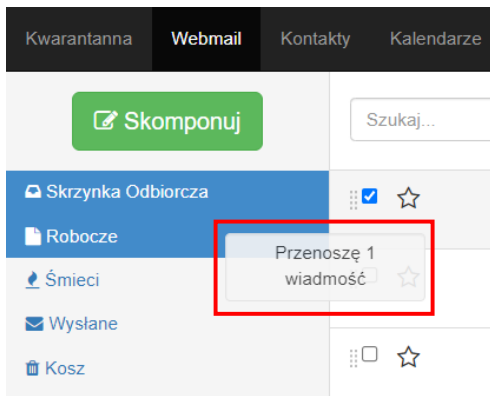 Kwarantanna Webmail Kontakty Kalendarze
Skomponuj
Szukaj...
Skrzynka Odbiorcza
Robocze
Przenoszę 1
wiadmość
Śmieci
Wysłane
Kosz